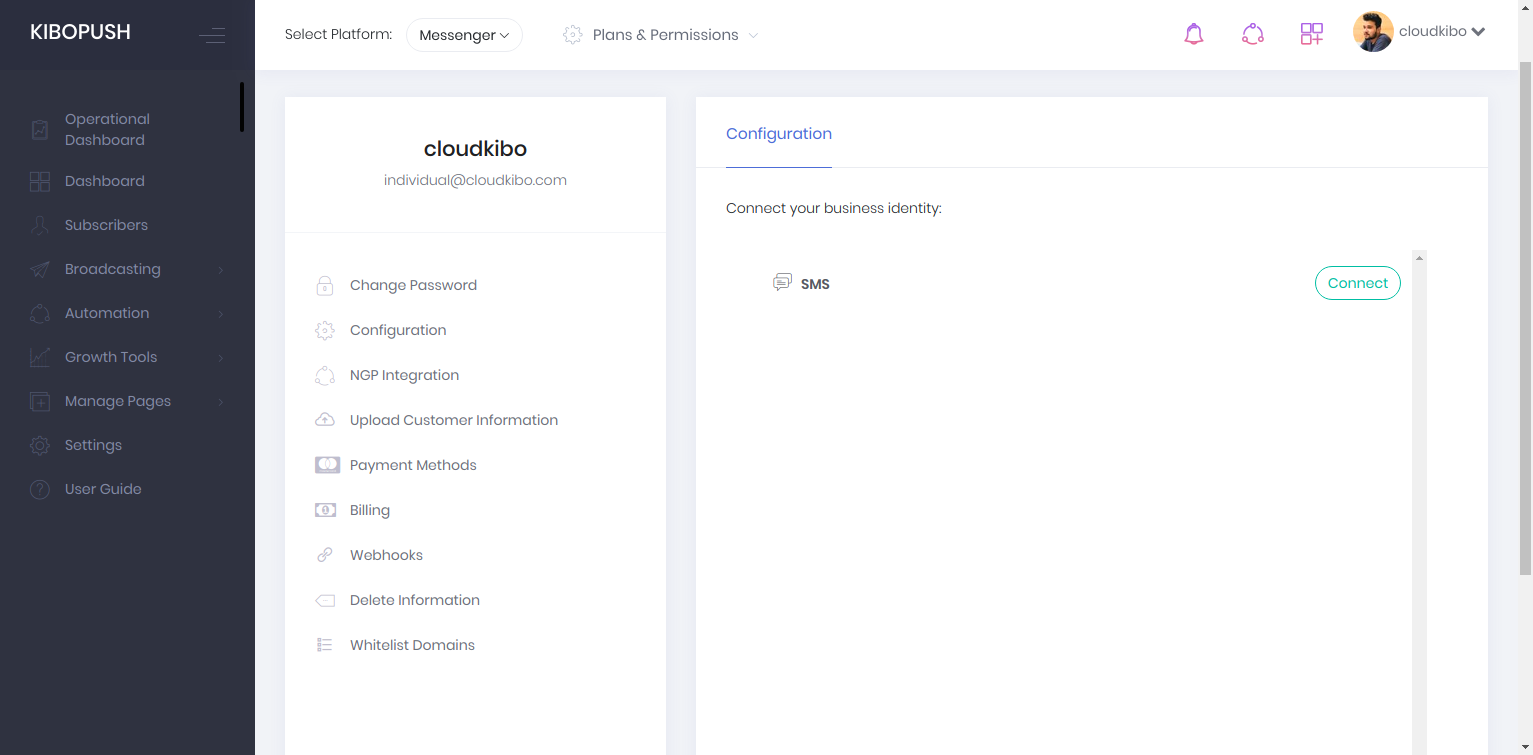 KIBOPUSH
Select Platform:
Messenger
Plans & Permissions
cloudkibo
Operational
Dashboard
Dashboard
Subscribers
Broadcasting
Automation
Growth Tools
Manage Pages
Settings
User Guide
cloudkibo
individual@cloudkibo.com
Change Password
Configuration
NGP Integration
Upload Customer Information
Payment Methods
Billing
Webhooks
Delete Information
Whitelist Domains
Configuration
Connect your business identity:
SMS
Connect